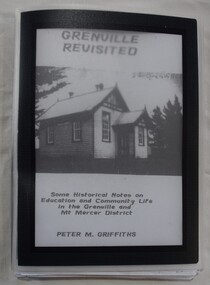 GRENVILLE
REVISITED
Some Historical Notes on
Education and Community Life
in the Grenville and
Mt Mercer District
PETER M. GRIFFITHS